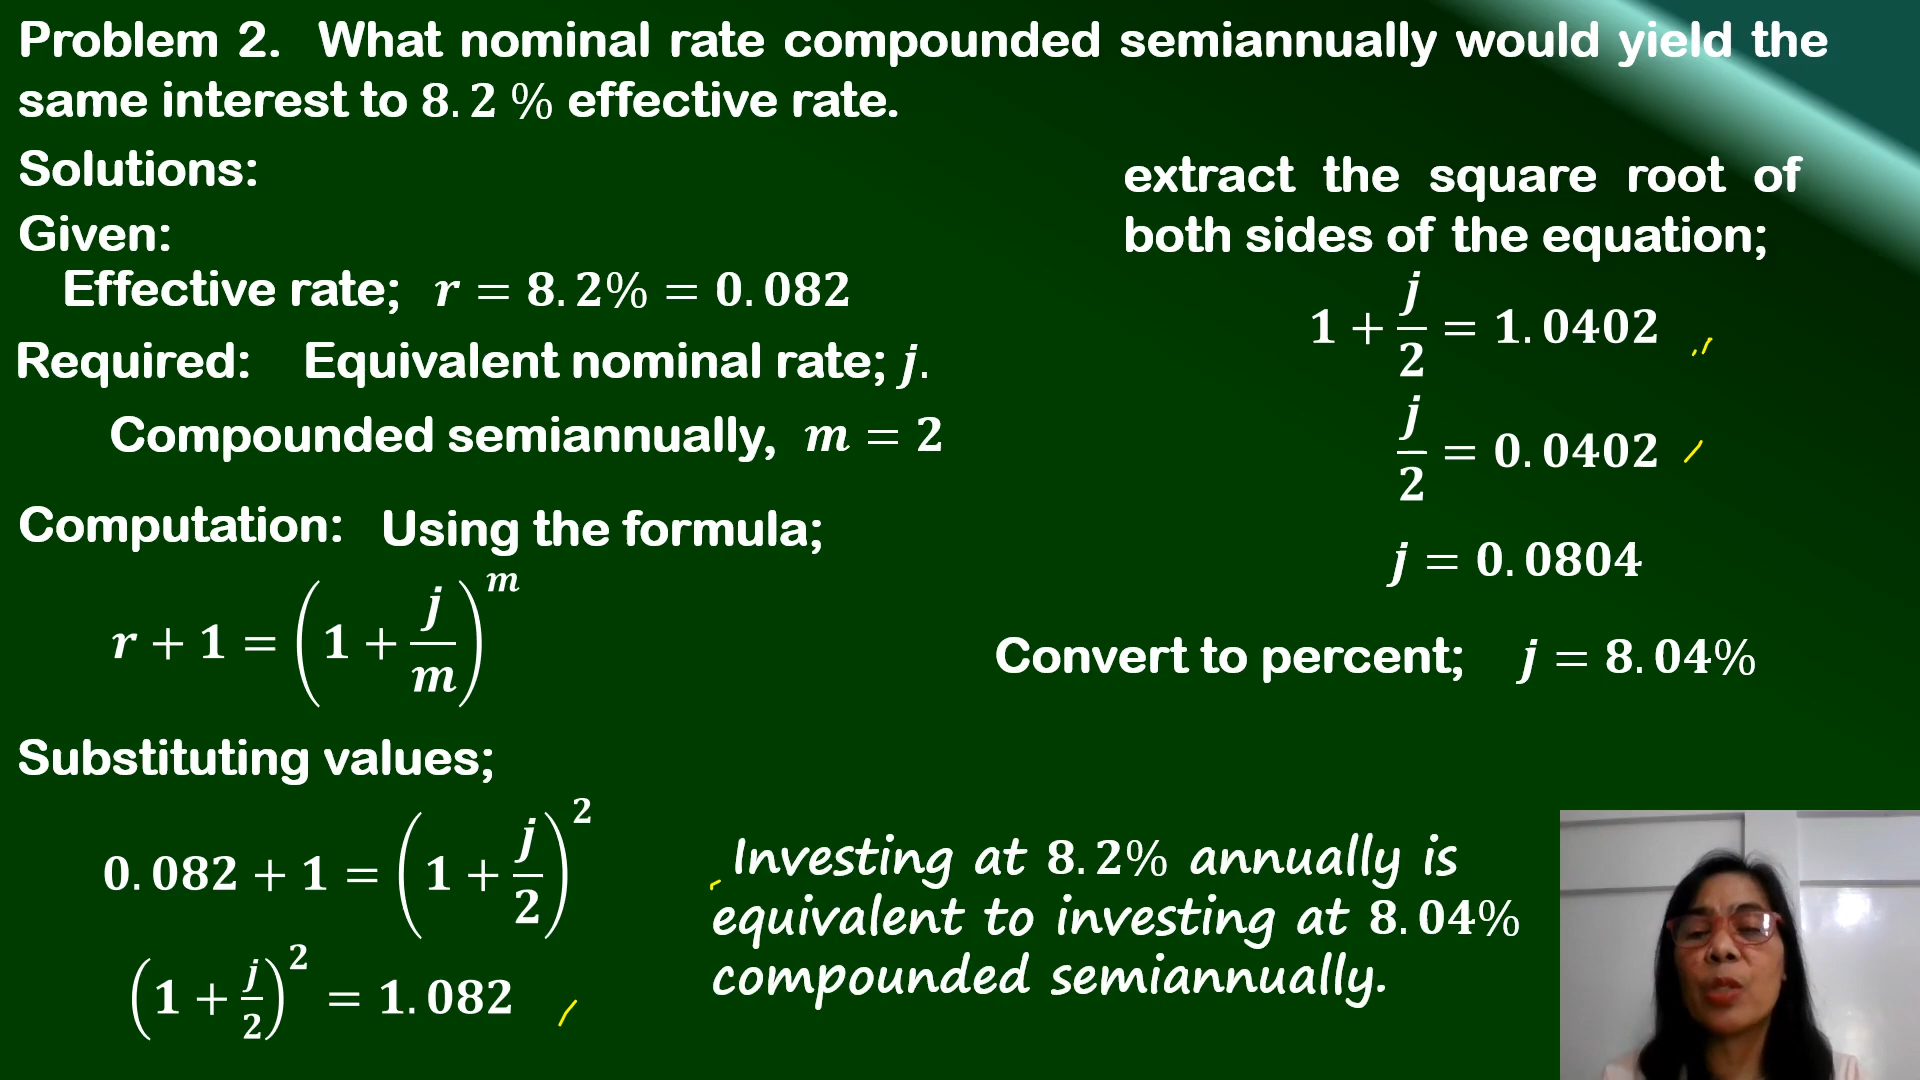 Problem 2. What nominal rate compounded semiannually would yield the
same interest to 8.2 % effective rate.
Solutions:
Given:
Effective rate; r = 8.2% = 0.082
Required: Equivalent nominal rate; j.
Compounded semiannually, m = 2
Computation: Using the formula;
r + 1 = (1 + j/m)^m
Substituting values;
0.082 + 1 = (1 + j/2)^2
(1 + j/2)^2 = 1.082
extract the square root of
both sides of the equation;
1 + j/2 = 1.0402
j/2 = 0.0402
j = 0.0804
Convert to percent; j = 8.04%
Investing at 8.2% annually is
equivalent to investing at 8.04%
compounded semiannually.